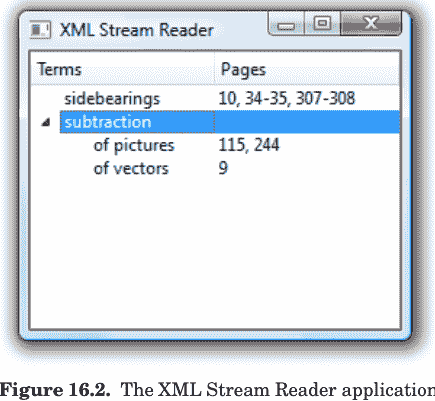 XML Stream Reader
Terms Pages
sidebearings 10, 34-35, 307-308
subtraction
of pictures 115, 244
of vectors 9
Figure 16.2. The XML Stream Reader application